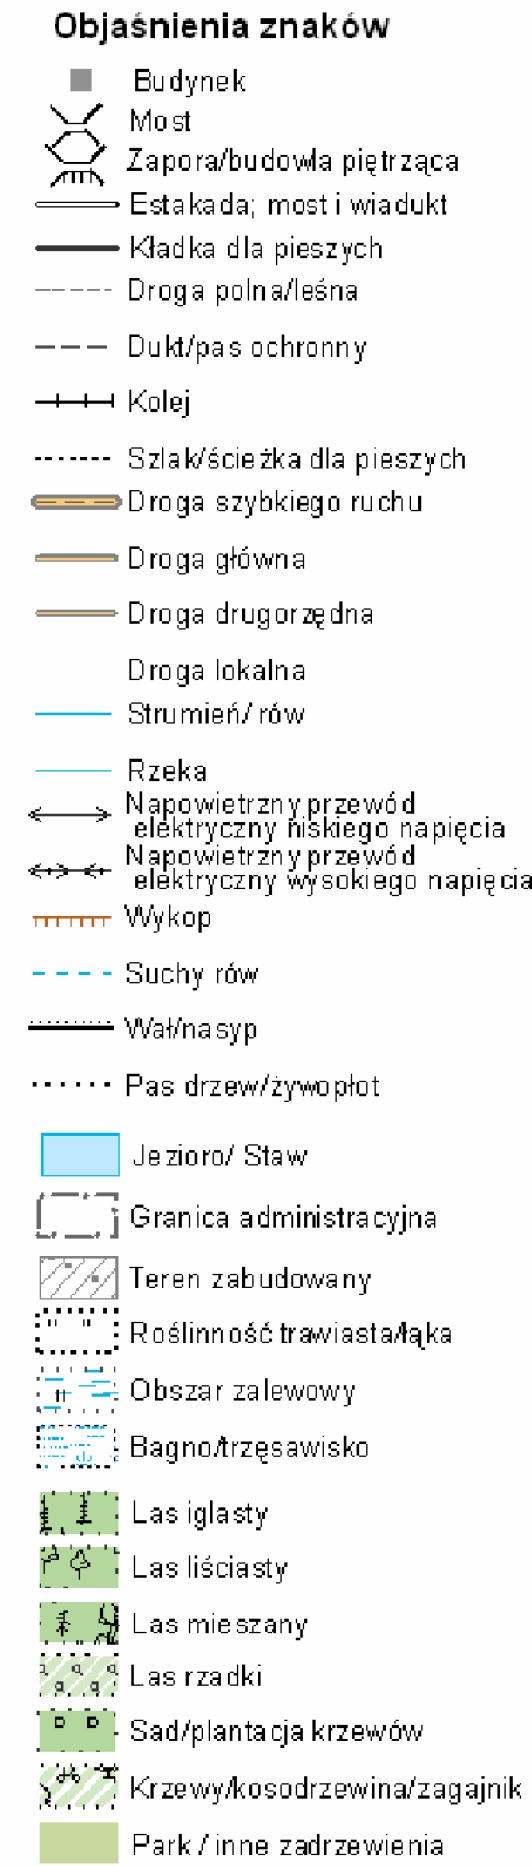 Objaśnienia znaków
Budynek
Most
Zapora/budowla piętrząca
Estakada; most i wiadukt
Kładka dla pieszych
Droga polna/leśna
Dukt/pas ochronny
Kolej
Szlak/ścieżka dla pieszych
Droga szybkiego ruchu
Droga główna
Droga drugorzędna
Droga lokalna
Strumień/ rów
Rzeka
Napowietrzny przewód
elektryczny niskiego napięcia
Napowietrzny przewód
elektryczny wysokiego napięcia
Wykop
Suchy rów
Wał/nasyp
Pas drzew/żywopłot
Jezioro/ Staw
Granica administracyjna
Teren zabudowany
Roślinność trawiasta/łąka
Obszar zalewowy
Bagno/trzęsawisko
Las iglasty
Las liściasty
Las mieszany
Las rzadki
Sad/plantacja krzewów
Krzewy/kosodrzewina/zagajnik
Park / inne zadrzewienia